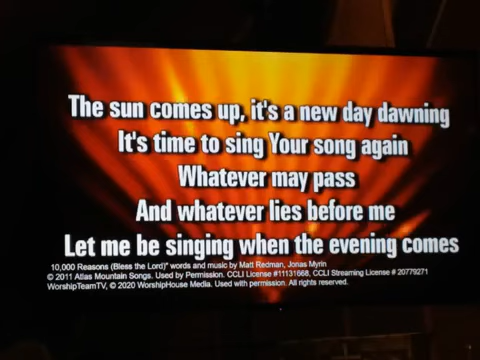 The sun comes up, it's a new day dawning
It's time to sing Your song again
Whatever may pass
And whatever lies before me
Let me be singing when the evening comes
10,000 Reasons (Bless the Lord)" words and music by Matt Redman, Jonas Myrin
© 2011 Atlas Mountain Songs. Used by Permission. CCLI License #11131668, CCLI Streaming License # 20779271
WorshipTeamTV, © 2020 WorshipHouse Media. Used with permission. All rights reserved.